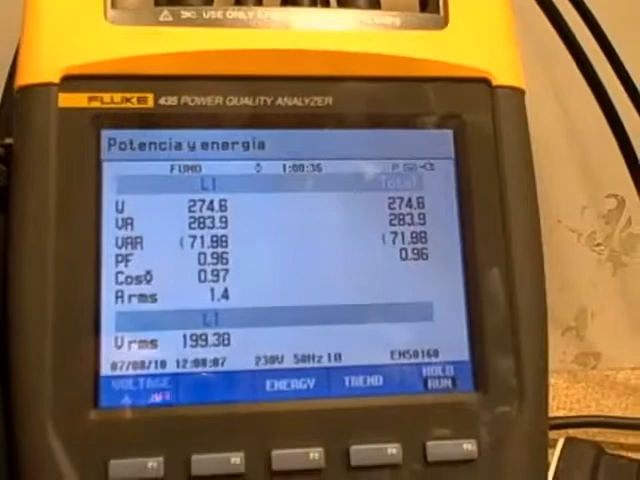 USE ONLY
FLUKE 435 POWER QUALITY ANALYZER
Potencia y energía
FUND 1:00:36
L1 Total
U 274.6 274.6
VA 283.9 283.9
VAR ( 71.98 ( 71.98
PF 0.96 0.96
CosΦ 0.97
A rms 1.4
L1
V rms 199.38
07/08/10 12:08:07 230V 50Hz 1Ø EN50160
VOLTAGE ENERGY TREND HOLD
RUN